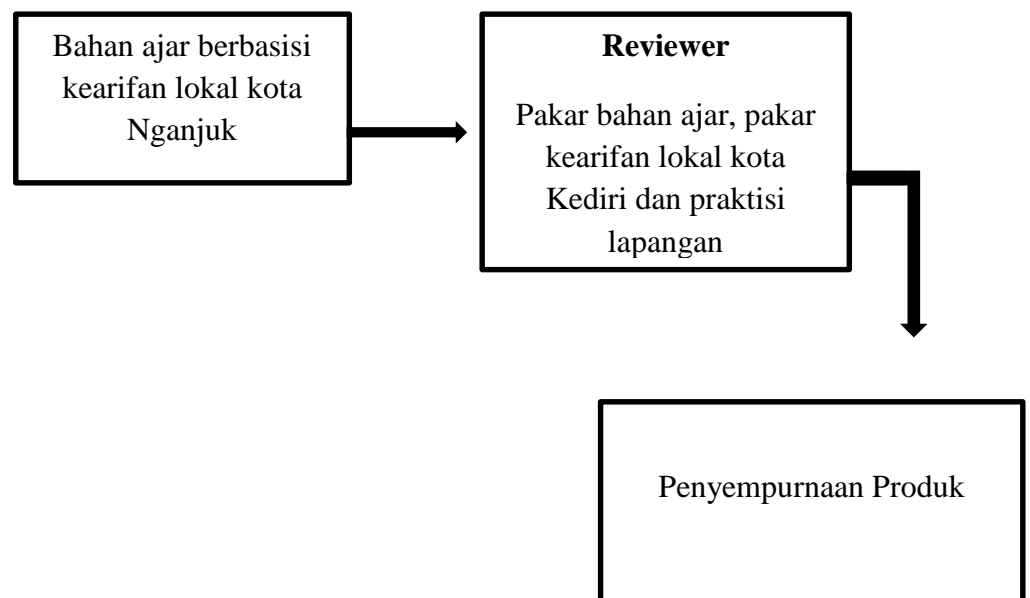 Bahan ajar berbasisi
kearifan lokal kota
Nganjuk
Reviewer
Pakar bahan ajar, pakar
kearifan lokal kota
Kediri dan praktisi
lapangan
Penyempurnaan Produk